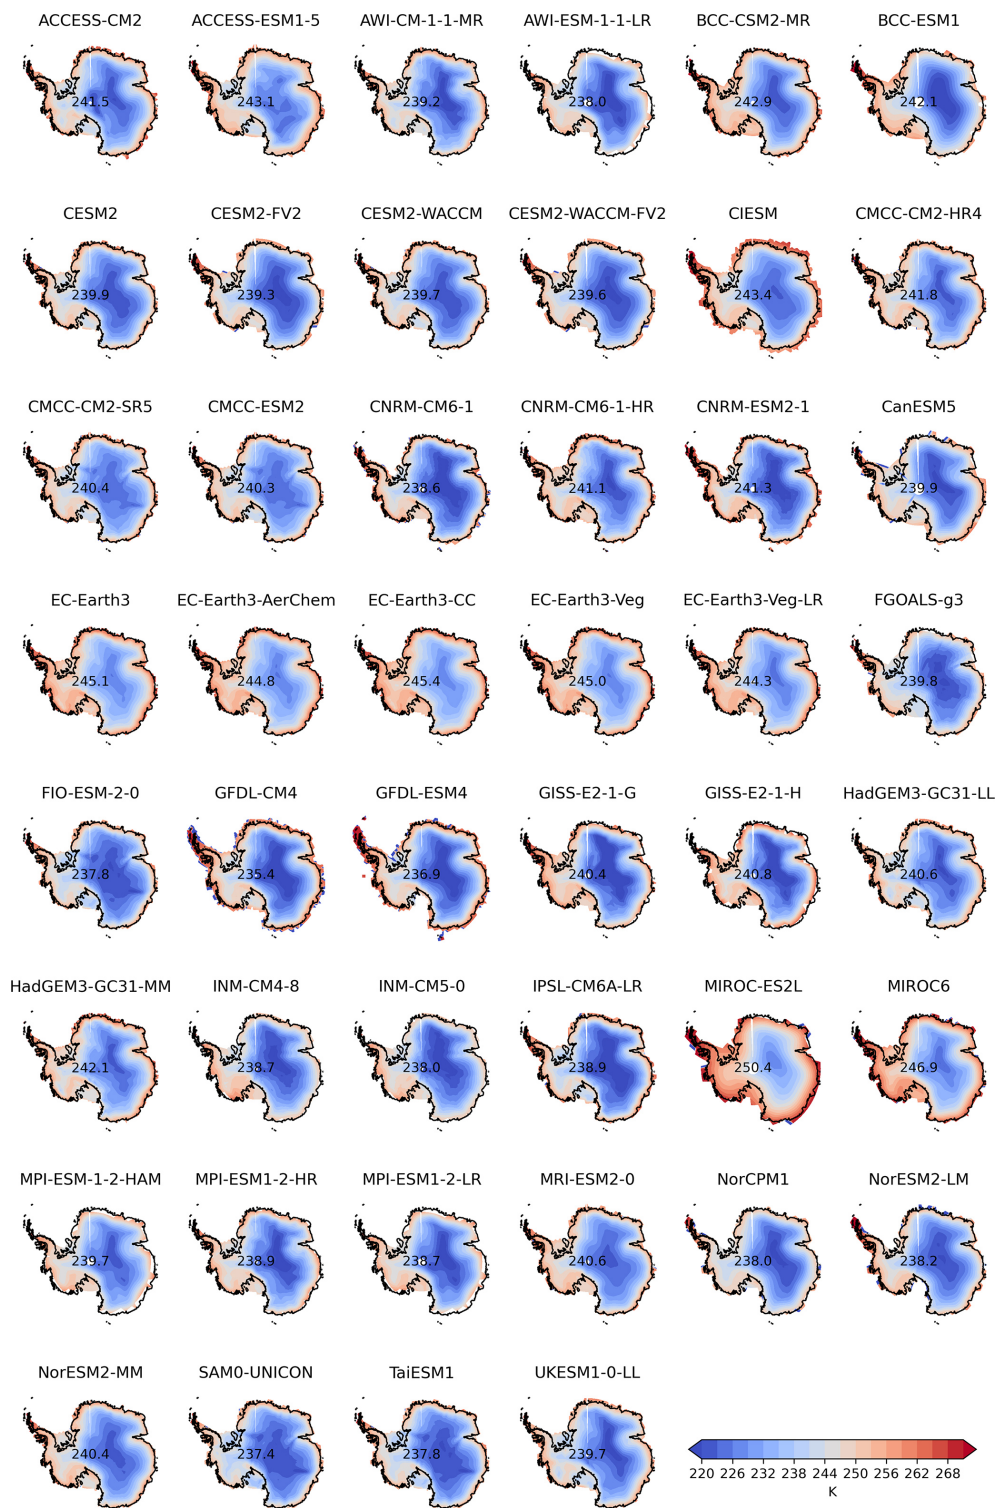 ACCESS-CM2 ACCESS-ESM1-5 AWI-CM-1-1-MR AWI-ESM-1-1-LR BCC-CSM2-MR BCC-ESM1
241.5 243.1 239.2 238.0 242.9 242.1
CESM2 CESM2-FV2 CESM2-WACCM CESM2-WACCM-FV2 CIESM CMCC-CM2-HR4
239.9 239.3 239.7 239.6 243.4 241.8
CMCC-CM2-SR5 CMCC-ESM2 CNRM-CM6-1 CNRM-CM6-1-HR CNRM-ESM2-1 CanESM5
240.4 240.3 238.6 241.1 241.3 239.9
EC-Earth3 EC-Earth3-AerChem EC-Earth3-CC EC-Earth3-Veg EC-Earth3-Veg-LR FGOALS-g3
245.1 244.8 245.4 245.0 244.3 239.8
FIO-ESM-2-0 GFDL-CM4 GFDL-ESM4 GISS-E2-1-G GISS-E2-1-H HadGEM3-GC31-LL
237.8 235.4 236.9 240.4 240.8 240.6
HadGEM3-GC31-MM INM-CM4-8 INM-CM5-0 IPSL-CM6A-LR MIROC-ES2L MIROC6
242.1 238.7 238.0 238.9 250.4 246.9
MPI-ESM-1-2-HAM MPI-ESM1-2-HR MPI-ESM1-2-LR MRI-ESM2-0 NorCPM1 NorESM2-LM
239.7 238.9 238.7 240.6 238.0 238.2
NorESM2-MM SAM0-UNICON TaiESM1 UKESM1-0-LL
240.4 237.4 237.8 239.7
220 226 232 238 244 250 256 262 268
K